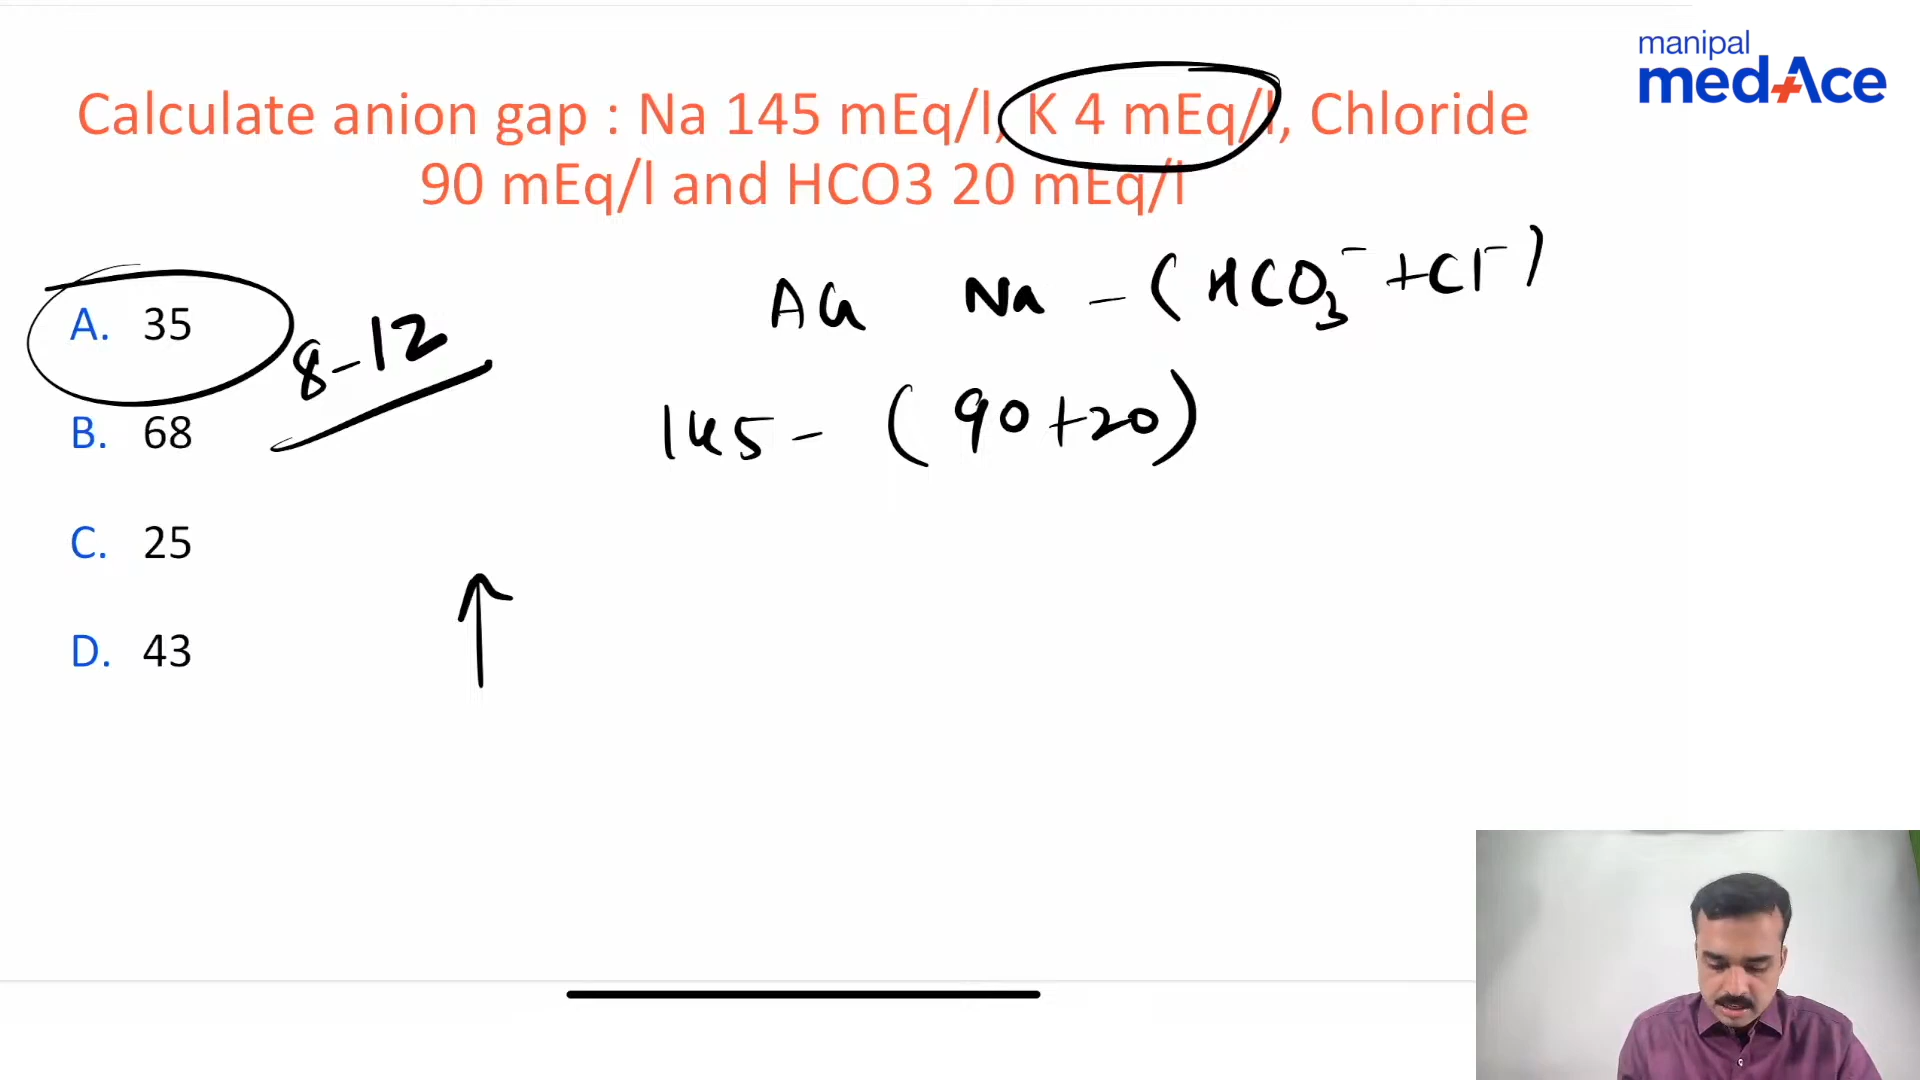 manipal
medAce
Calculate anion gap : Na 145 mEq/l, K 4 mEq/l, Chloride
90 mEq/l and HCO3 20 mEq/l
AG Na - (HCO3⁻ + Cl⁻)
A. 35
8-12
145 - (90+20)
B. 68
C. 25
D. 43